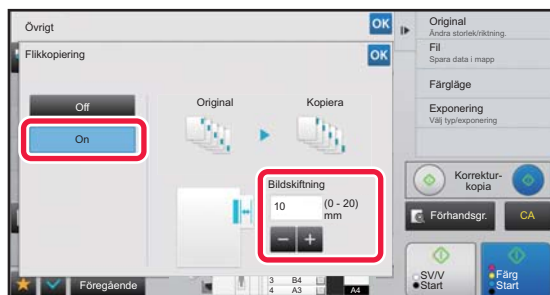 Övrigt
OK
Flikkopiering
OK
Off
On
Original
Kopiera
Bildskiftning
10
(0 - 20)
mm
Föregående
3 B4
4 A3
A4
Original
Ändra storlek/riktning.
Fil
Spara data i mapp
Färgläge
Exponering
Välj typ/exponering
Korrektur-
kopia
Förhandsgr.
CA
SV/V
Start
Färg
Start